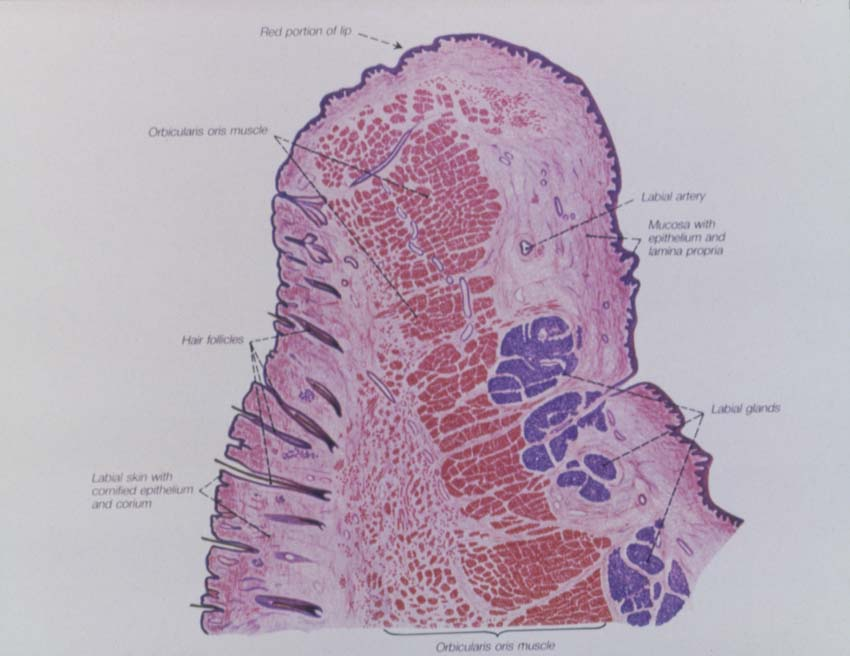 Red portion of lip
Orbicularis oris muscle
Labial artery
Mucosa with
epithelium and
lamina propria
Hair follicles
Labial glands
Labial skin with
cornified epithelium
and corium
Orbicularis oris muscle